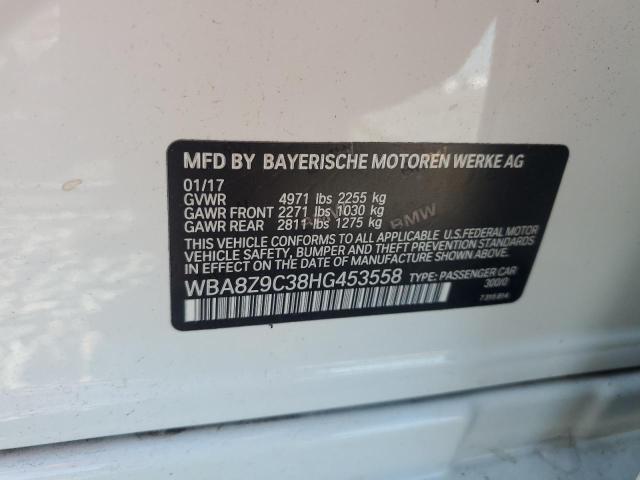 MFD BY BAYERISCHE MOTOREN WERKE AG
01/17
GVWR 4971 lbs 2255 kg
GAWR FRONT 2271 lbs 1030 kg
GAWR REAR 2811 lbs 1275 kg
BMW
THIS VEHICLE CONFORMS TO ALL APPLICABLE U.S.FEDERAL MOTOR
VEHICLE SAFETY, BUMPER, AND THEFT PREVENTION STANDARDS
IN EFFECT ON THE DATE OF MANUFACTURE SHOWN ABOVE.
WBA8Z9C38HG453558 TYPE: PASSENGER CAR
300/0